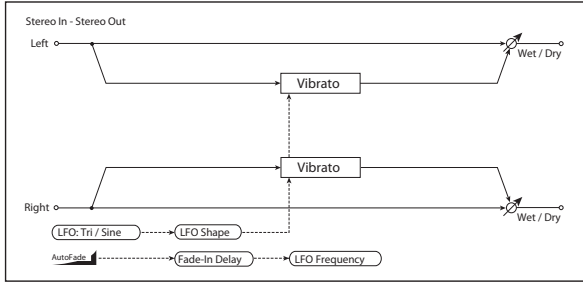 Stereo In - Stereo Out
Left
Wet / Dry
Vibrato
Vibrato
Right
Wet / Dry
LFO: Tri / Sine
LFO Shape
AutoFade
Fade-In Delay
LFO Frequency